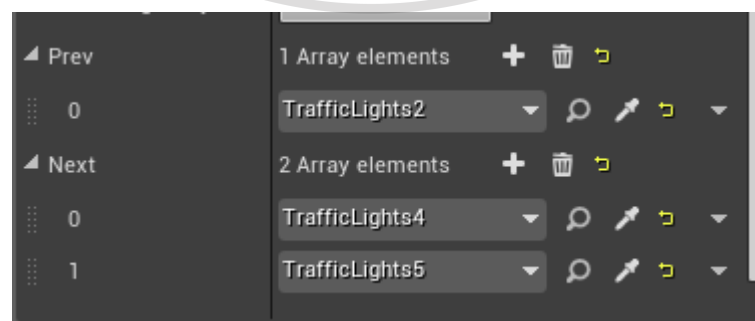 Prev 1 Array elements
0 TrafficLights2
Next 2 Array elements
0 TrafficLights4
1 TrafficLights5